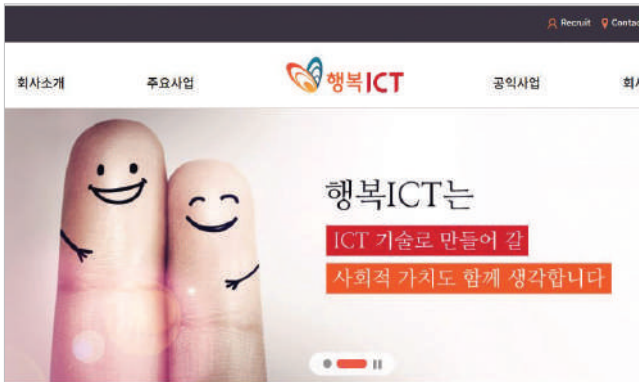 Recruit
회사소개
주요사업
행복ICT
공익사업
행복ICT는
ICT 기술로 만들어 갈
사회적 가치도 함께 생각합니다